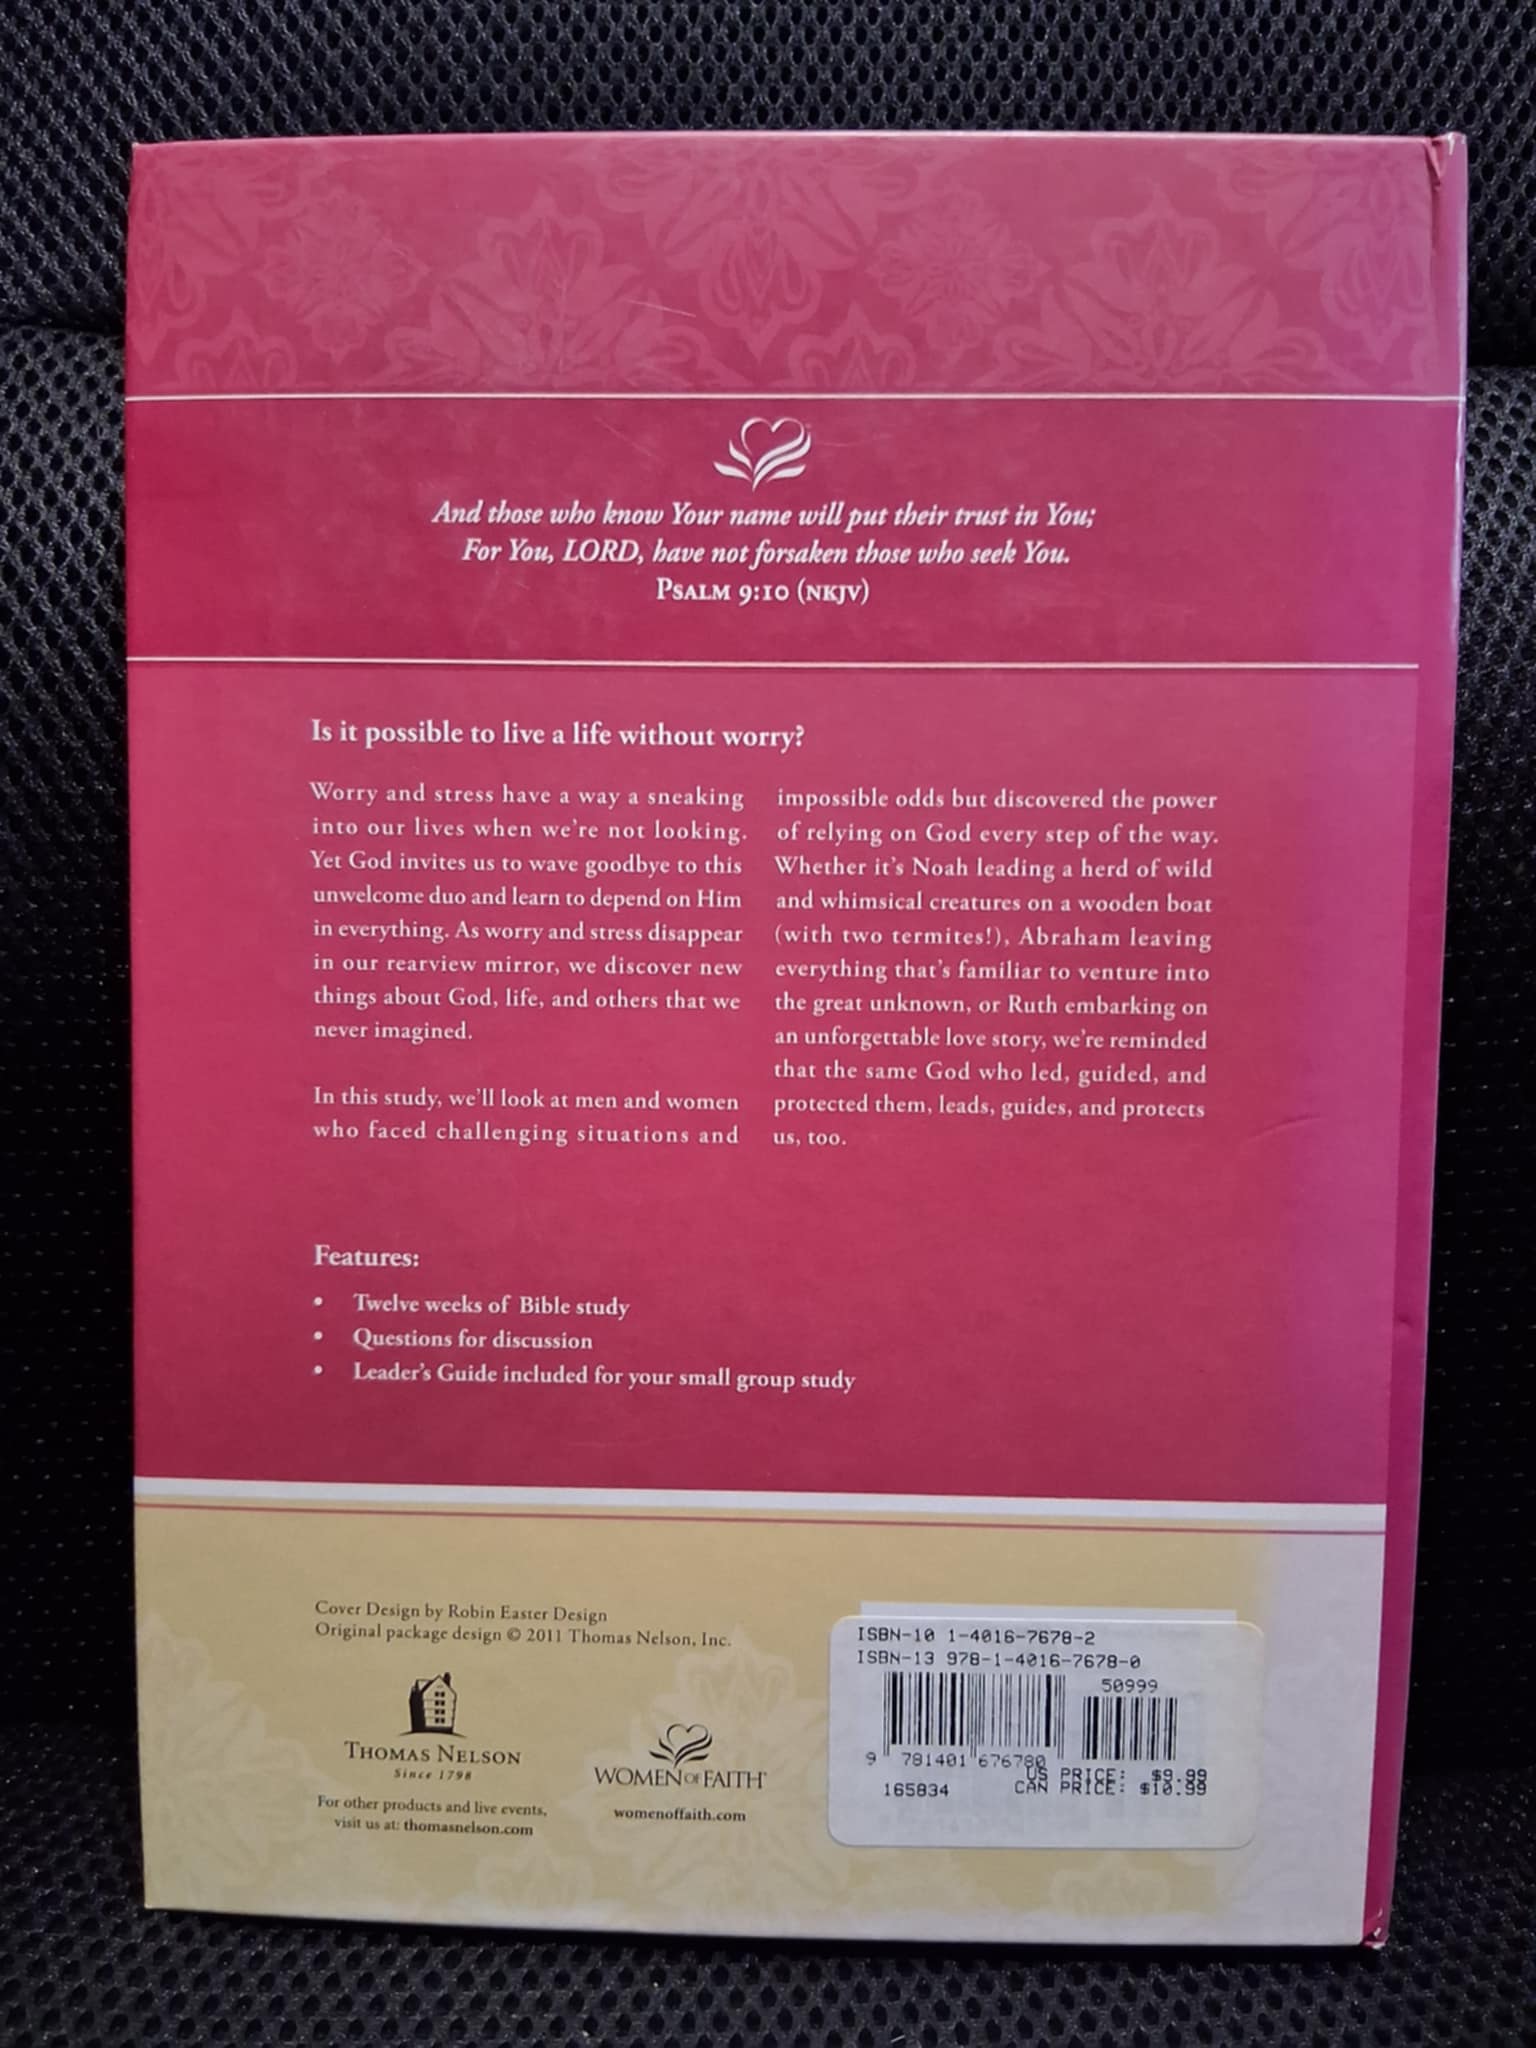 And those who know Your name will put their trust in You;
For You, LORD, have not forsaken those who seek You.
PSALM 9:10 (NKJV)
Is it possible to live a life without worry?
Worry and stress have a way a sneaking
into our lives when we're not looking.
Yet God invites us to wave goodbye to this
unwelcome duo and learn to depend on Him
in everything. As worry and stress disappear
in our rearview mirror, we discover new
things about God, life, and others that we
never imagined.
In this study, we'll look at men and women
who faced challenging situations and
impossible odds but discovered the power
of relying on God every step of the way.
Whether it's Noah leading a herd of wild
and whimsical creatures on a wooden boat
(with two termites!), Abraham leaving
everything that's familiar to venture into
the great unknown, or Ruth embarking on
an unforgettable love story, we're reminded
that the same God who led, guided, and
protected them, leads, guides, and protects
us, too.
Features:
• Twelve weeks of Bible study
• Questions for discussion
• Leader's Guide included for your small group study
Cover Design by Robin Easter Design
Original package design © 2011 Thomas Nelson, Inc.
THOMAS NELSON
Since 1798
For other products and live events,
visit us at: thomasnelson.com
WOMEN OF FAITH
womenoffaith.com
ISBN-10 1-4016-7678-2
ISBN-13 978-1-4016-7678-0
50999
9 781401 676780
US PRICE: $9.99
165834 CAN PRICE: $10.99